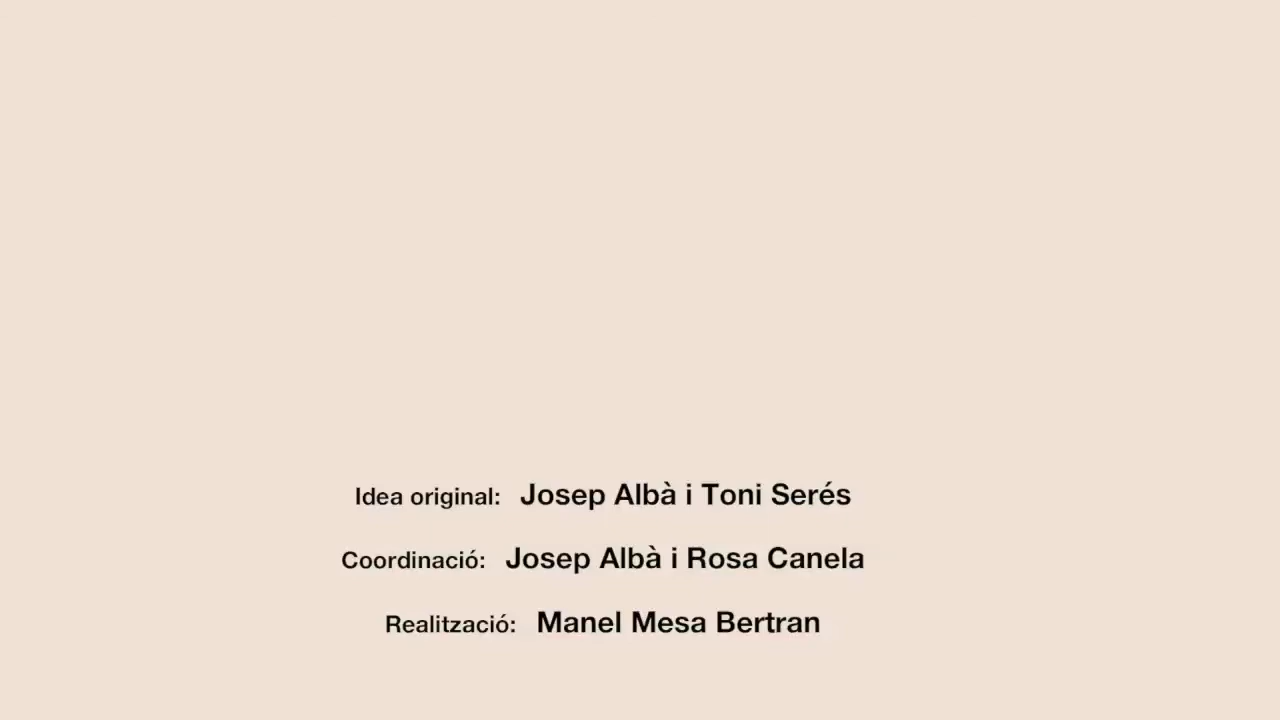 Idea original: Josep Albà i Toni Serés
Coordinació: Josep Albà i Rosa Canela
Realització: Manel Mesa Bertran